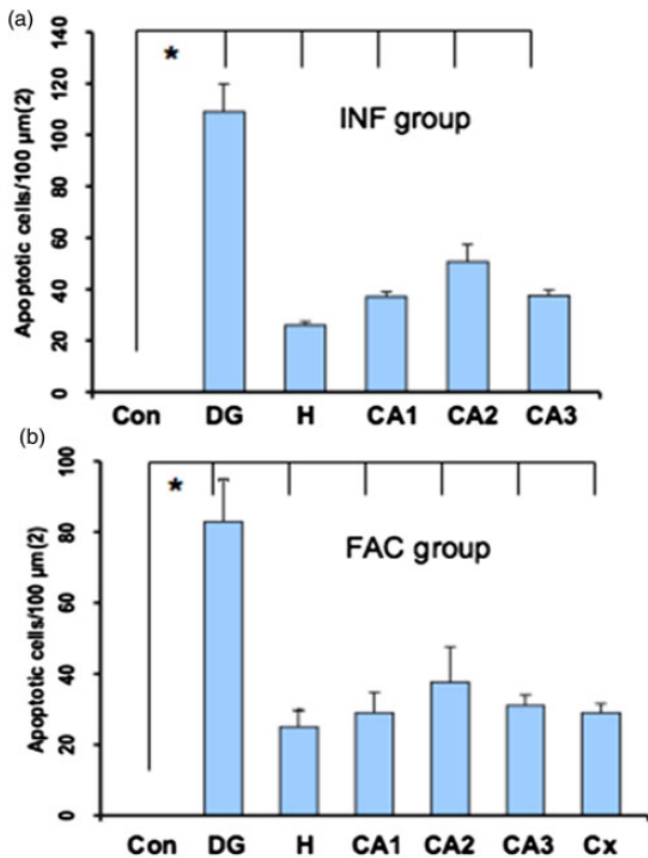 (a)
140
120
100
80
60
40
20
0
Apoptotic cells/100 µm(2)
*
INF group
Con DG H CA1 CA2 CA3
(b)
100
80
60
40
20
0
Apoptotic cells/100 µm(2)
*
FAC group
Con DG H CA1 CA2 CA3 Cx